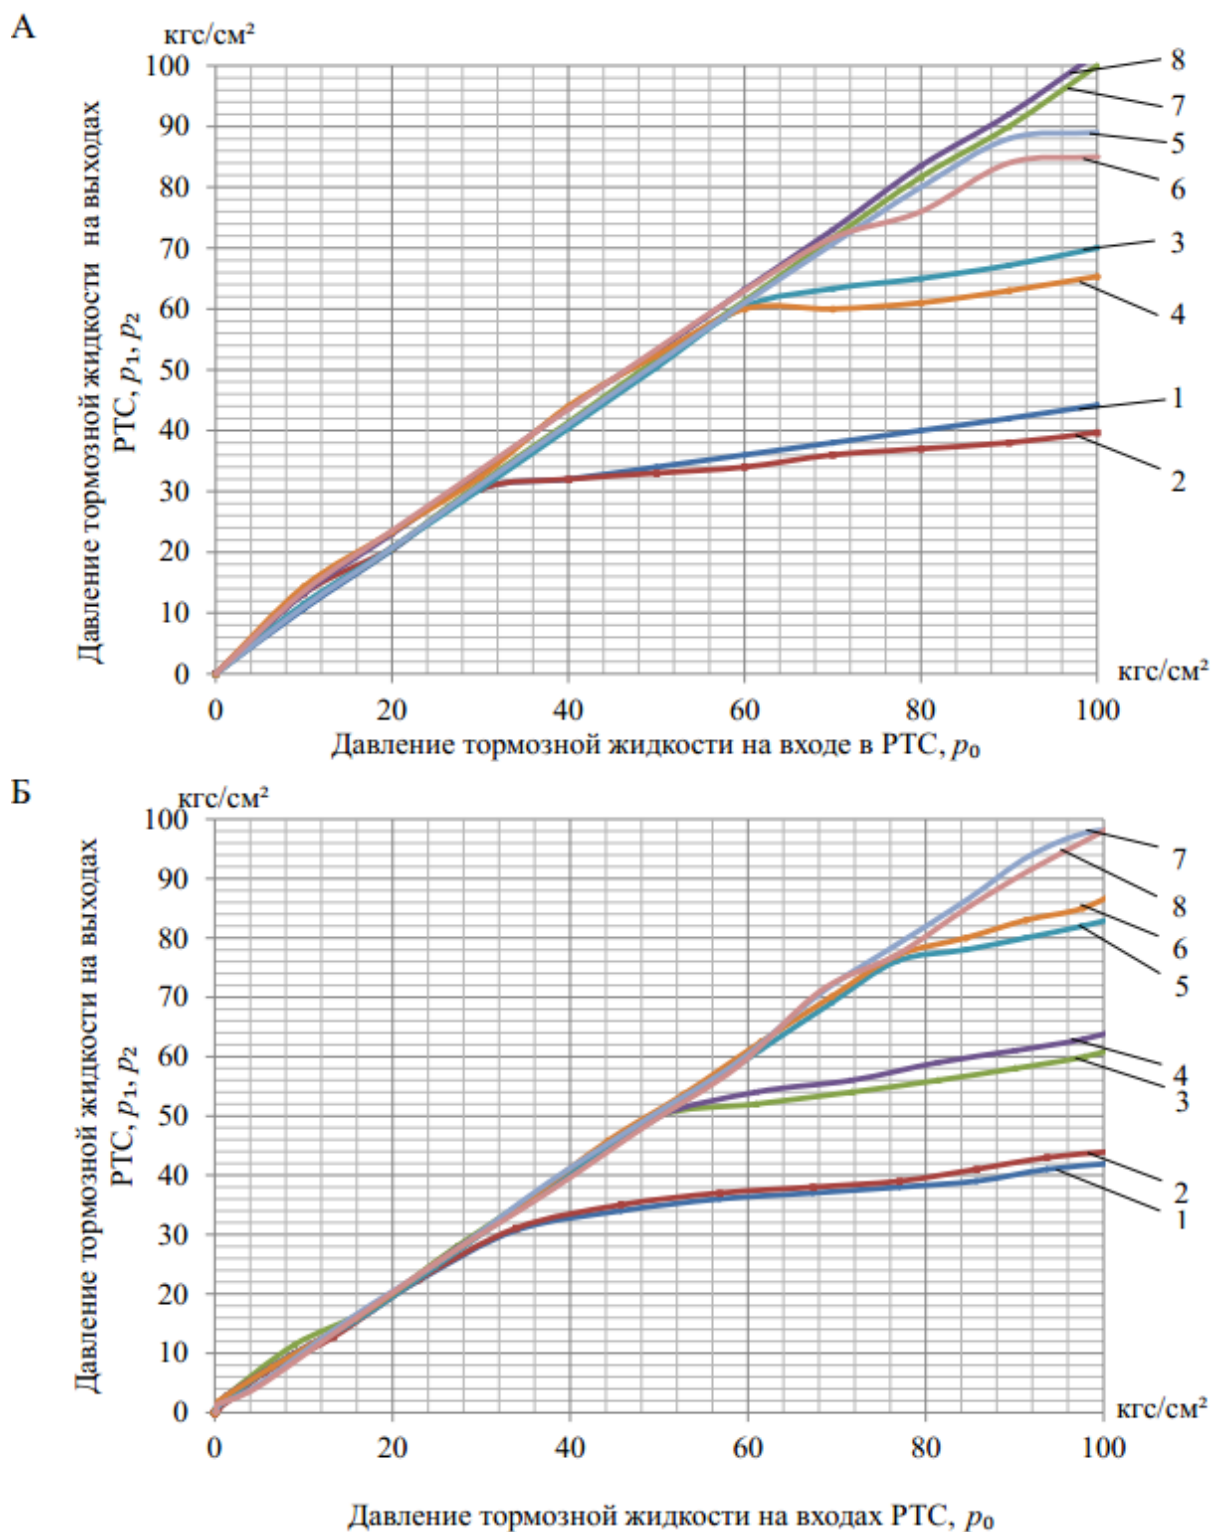 А
кгс/см²
Давление тормозной жидкости на выходах
РТС, p₁, p₂
100
90
80
70
60
50
40
30
20
10
0
8
7
5
6
3
4
1
2
кгс/см²
0 20 40 60 80 100
Давление тормозной жидкости на входе в РТС, p₀
Б
кгс/см²
Давление тормозной жидкости на выходах
РТС, p₁, p₂
100
90
80
70
60
50
40
30
20
10
0
7
8
6
5
4
3
2
1
кгс/см²
0 20 40 60 80 100
Давление тормозной жидкости на входах РТС, p₀